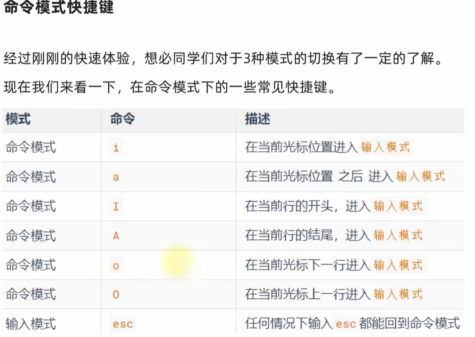 命令模式快捷键
经过刚刚的快速体验，想必同学们对于3种模式的切换有了一定的了解。
现在我们来看一下，在命令模式下的一些常见快捷键。
模式 命令 描述
命令模式 i 在当前光标位置进入 输入模式
命令模式 a 在当前光标位置 之后 进入 输入模式
命令模式 I 在当前行的开头，进入 输入模式
命令模式 A 在当前行的结尾，进入 输入模式
命令模式 o 在当前光标下一行进入 输入模式
命令模式 O 在当前光标上一行进入 输入模式
输入模式 esc 任何情况下输入 esc 都能回到命令模式